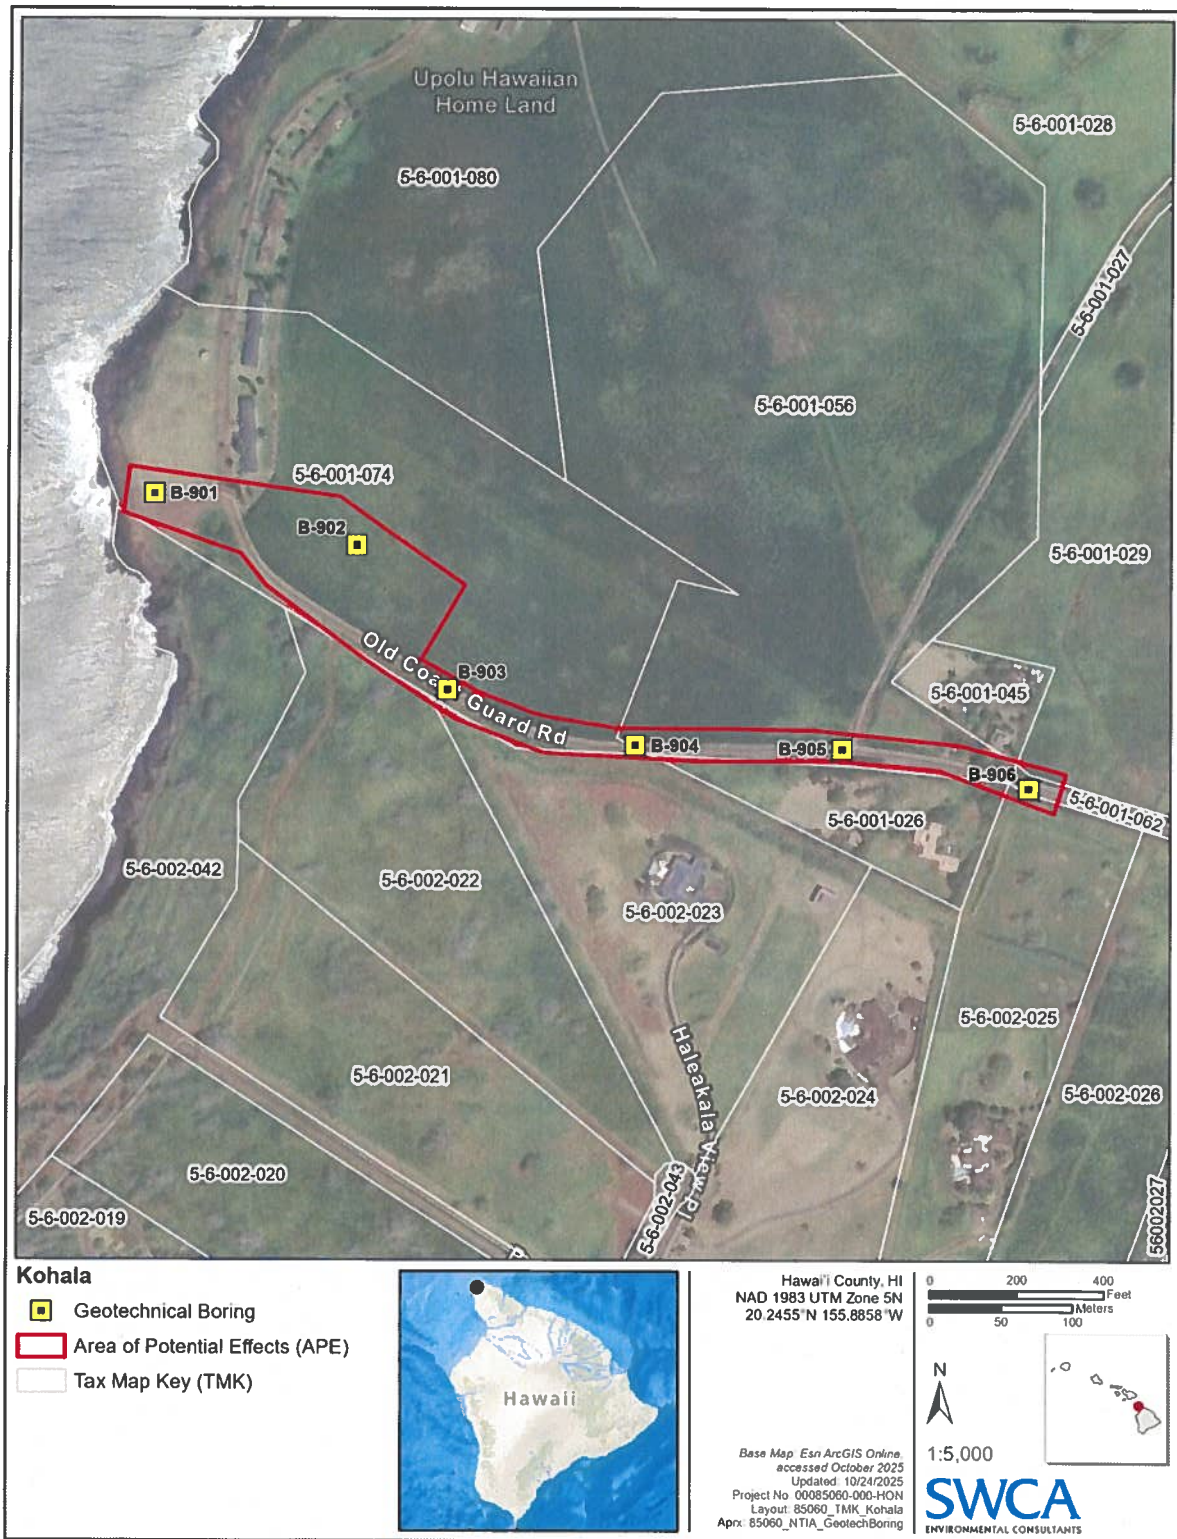 Upolu Hawaiian
Home Land
5-6-001-028
5-6-001-080
5-6-001-027
5-6-001-056
5-6-001-074
B-901
B-902
5-6-001-029
Old Coast Guard Rd
B-903
5-6-001-045
B-904
B-905
B-906
5-6-001-062
5-6-001-026
5-6-002-042
5-6-002-022
5-6-002-023
5-6-002-025
5-6-002-021
Haleakala View Pl
5-6-002-024
5-6-002-026
5-6-002-020
5-6-002-043
5-6-002-019
56002027
Kohala
Geotechnical Boring
Area of Potential Effects (APE)
Tax Map Key (TMK)
Hawaii
Hawai'i County, HI
NAD 1983 UTM Zone 5N
20.2455°N 155.8858°W
Base Map: Esri ArcGIS Online,
accessed October 2025
Updated: 10/24/2025
Project No. 00085060-000-HON
Layout: 85060_TMK_Kohala
Aprx: 85060_NTIA_GeotechBoring
0 200 400
Feet
Meters
0 50 100
N
1:5,000
SWCA
ENVIRONMENTAL CONSULTANTS